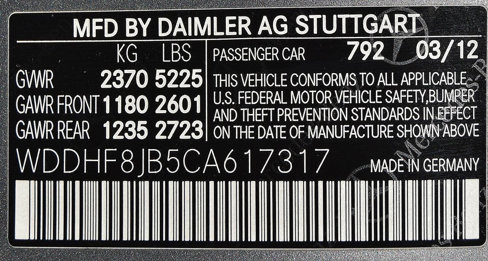 MFD BY DAIMLER AG STUTTGART
KG LBS
PASSENGER CAR 792 03/12
GVWR 2370 5225
GAWR FRONT 1180 2601
GAWR REAR 1235 2723
THIS VEHICLE CONFORMS TO ALL APPLICABLE
U.S. FEDERAL MOTOR VEHICLE SAFETY, BUMPER
AND THEFT PREVENTION STANDARDS IN EFFECT
ON THE DATE OF MANUFACTURE SHOWN ABOVE
WDDHF8JB5CA617317
MADE IN GERMANY